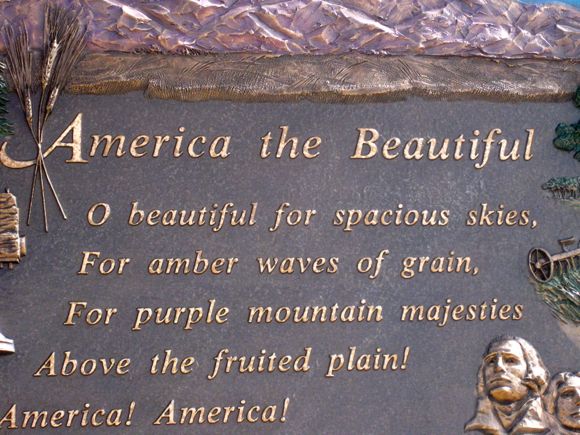 America the Beautiful
O beautiful for spacious skies,
For amber waves of grain,
For purple mountain majesties
Above the fruited plain!
America! America!